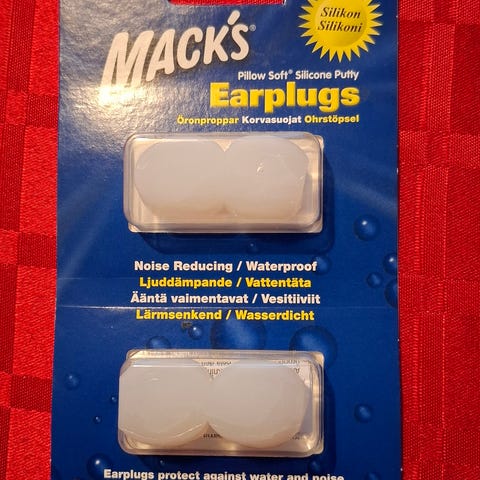 Silikon
Silikoni
MACK'S
Pillow Soft® Silicone Putty
Earplugs
Öronproppar Korvasuojat Ohrstöpsel
Noise Reducing / Waterproof
Ljuddämpande / Vattentäta
Ääntä vaimentavat / Vesitiiviit
Lärmsenkend / Wasserdicht
Earplugs protect against water and noise